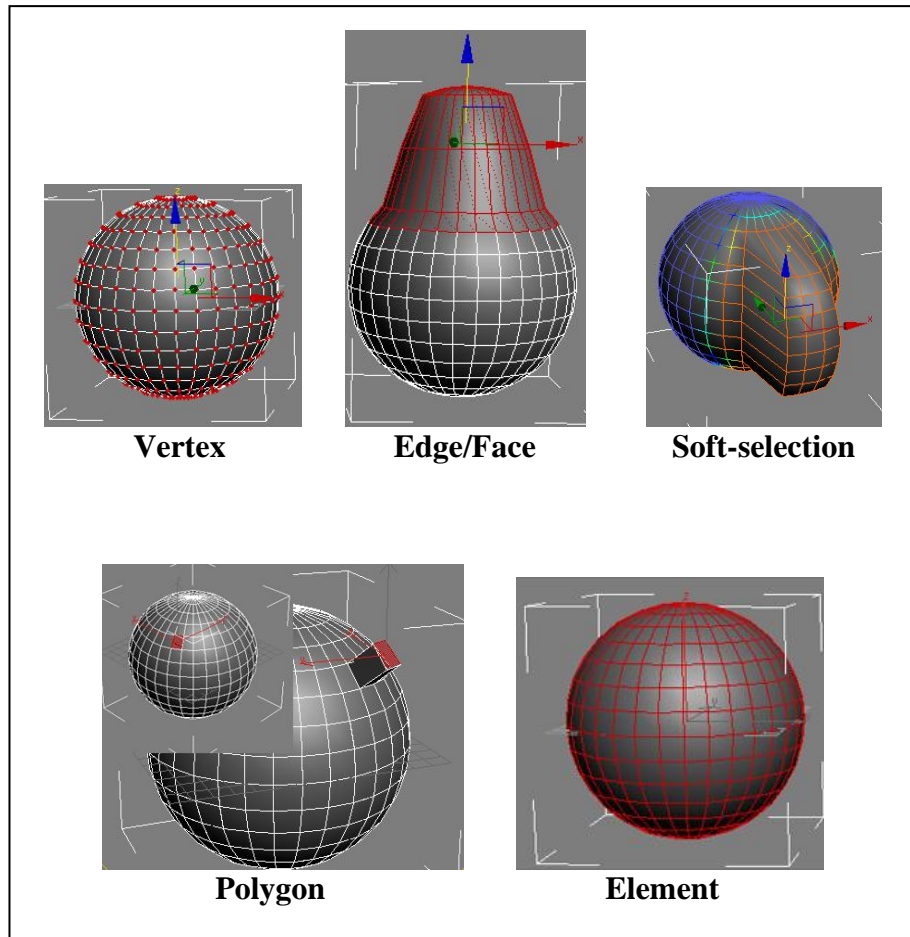 z
x
y
x
z
x
Vertex
Edge/Face
Soft-selection
z
Polygon
Element